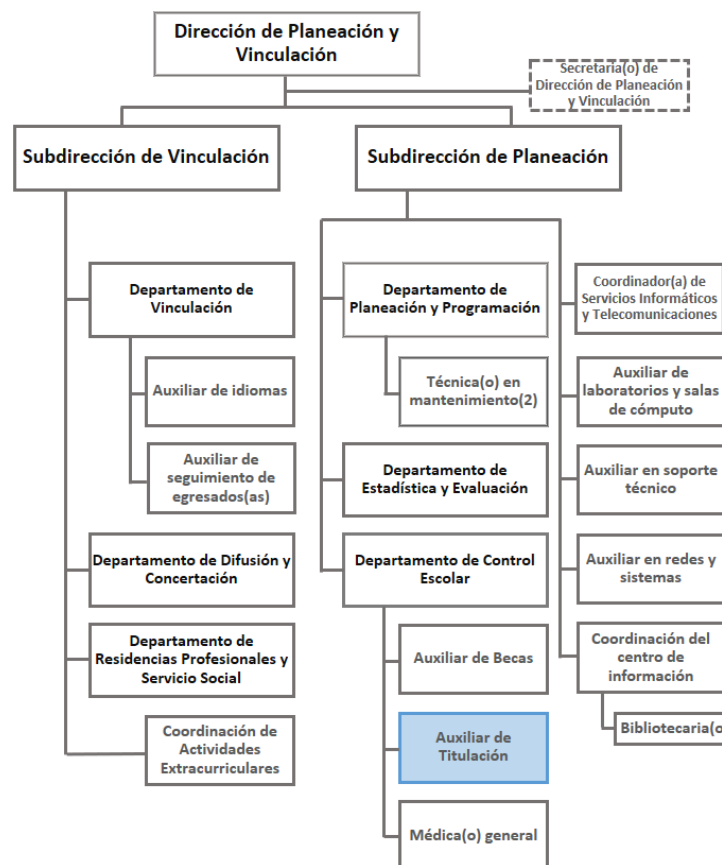 Dirección de Planeación y
Vinculación
Secretaría(o) de
Dirección de Planeación
y Vinculación
Subdirección de Vinculación
Subdirección de Planeación
Departamento de
Vinculación
Auxiliar de idiomas
Auxiliar de
seguimiento de
egresados(as)
Departamento de Difusión y
Concertación
Departamento de
Residencias Profesionales y
Servicio Social
Coordinación de
Actividades
Extracurriculares
Departamento de
Planeación y Programación
Técnica(o) en
mantenimiento(2)
Departamento de
Estadística y Evaluación
Departamento de Control
Escolar
Auxiliar de Becas
Auxiliar de
Titulación
Médica(o) general
Coordinador(a) de
Servicios Informáticos
y Telecomunicaciones
Auxiliar de
laboratorios y salas
de cómputo
Auxiliar en soporte
técnico
Auxiliar en redes y
sistemas
Coordinación del
centro de
información
Bibliotecaria(o